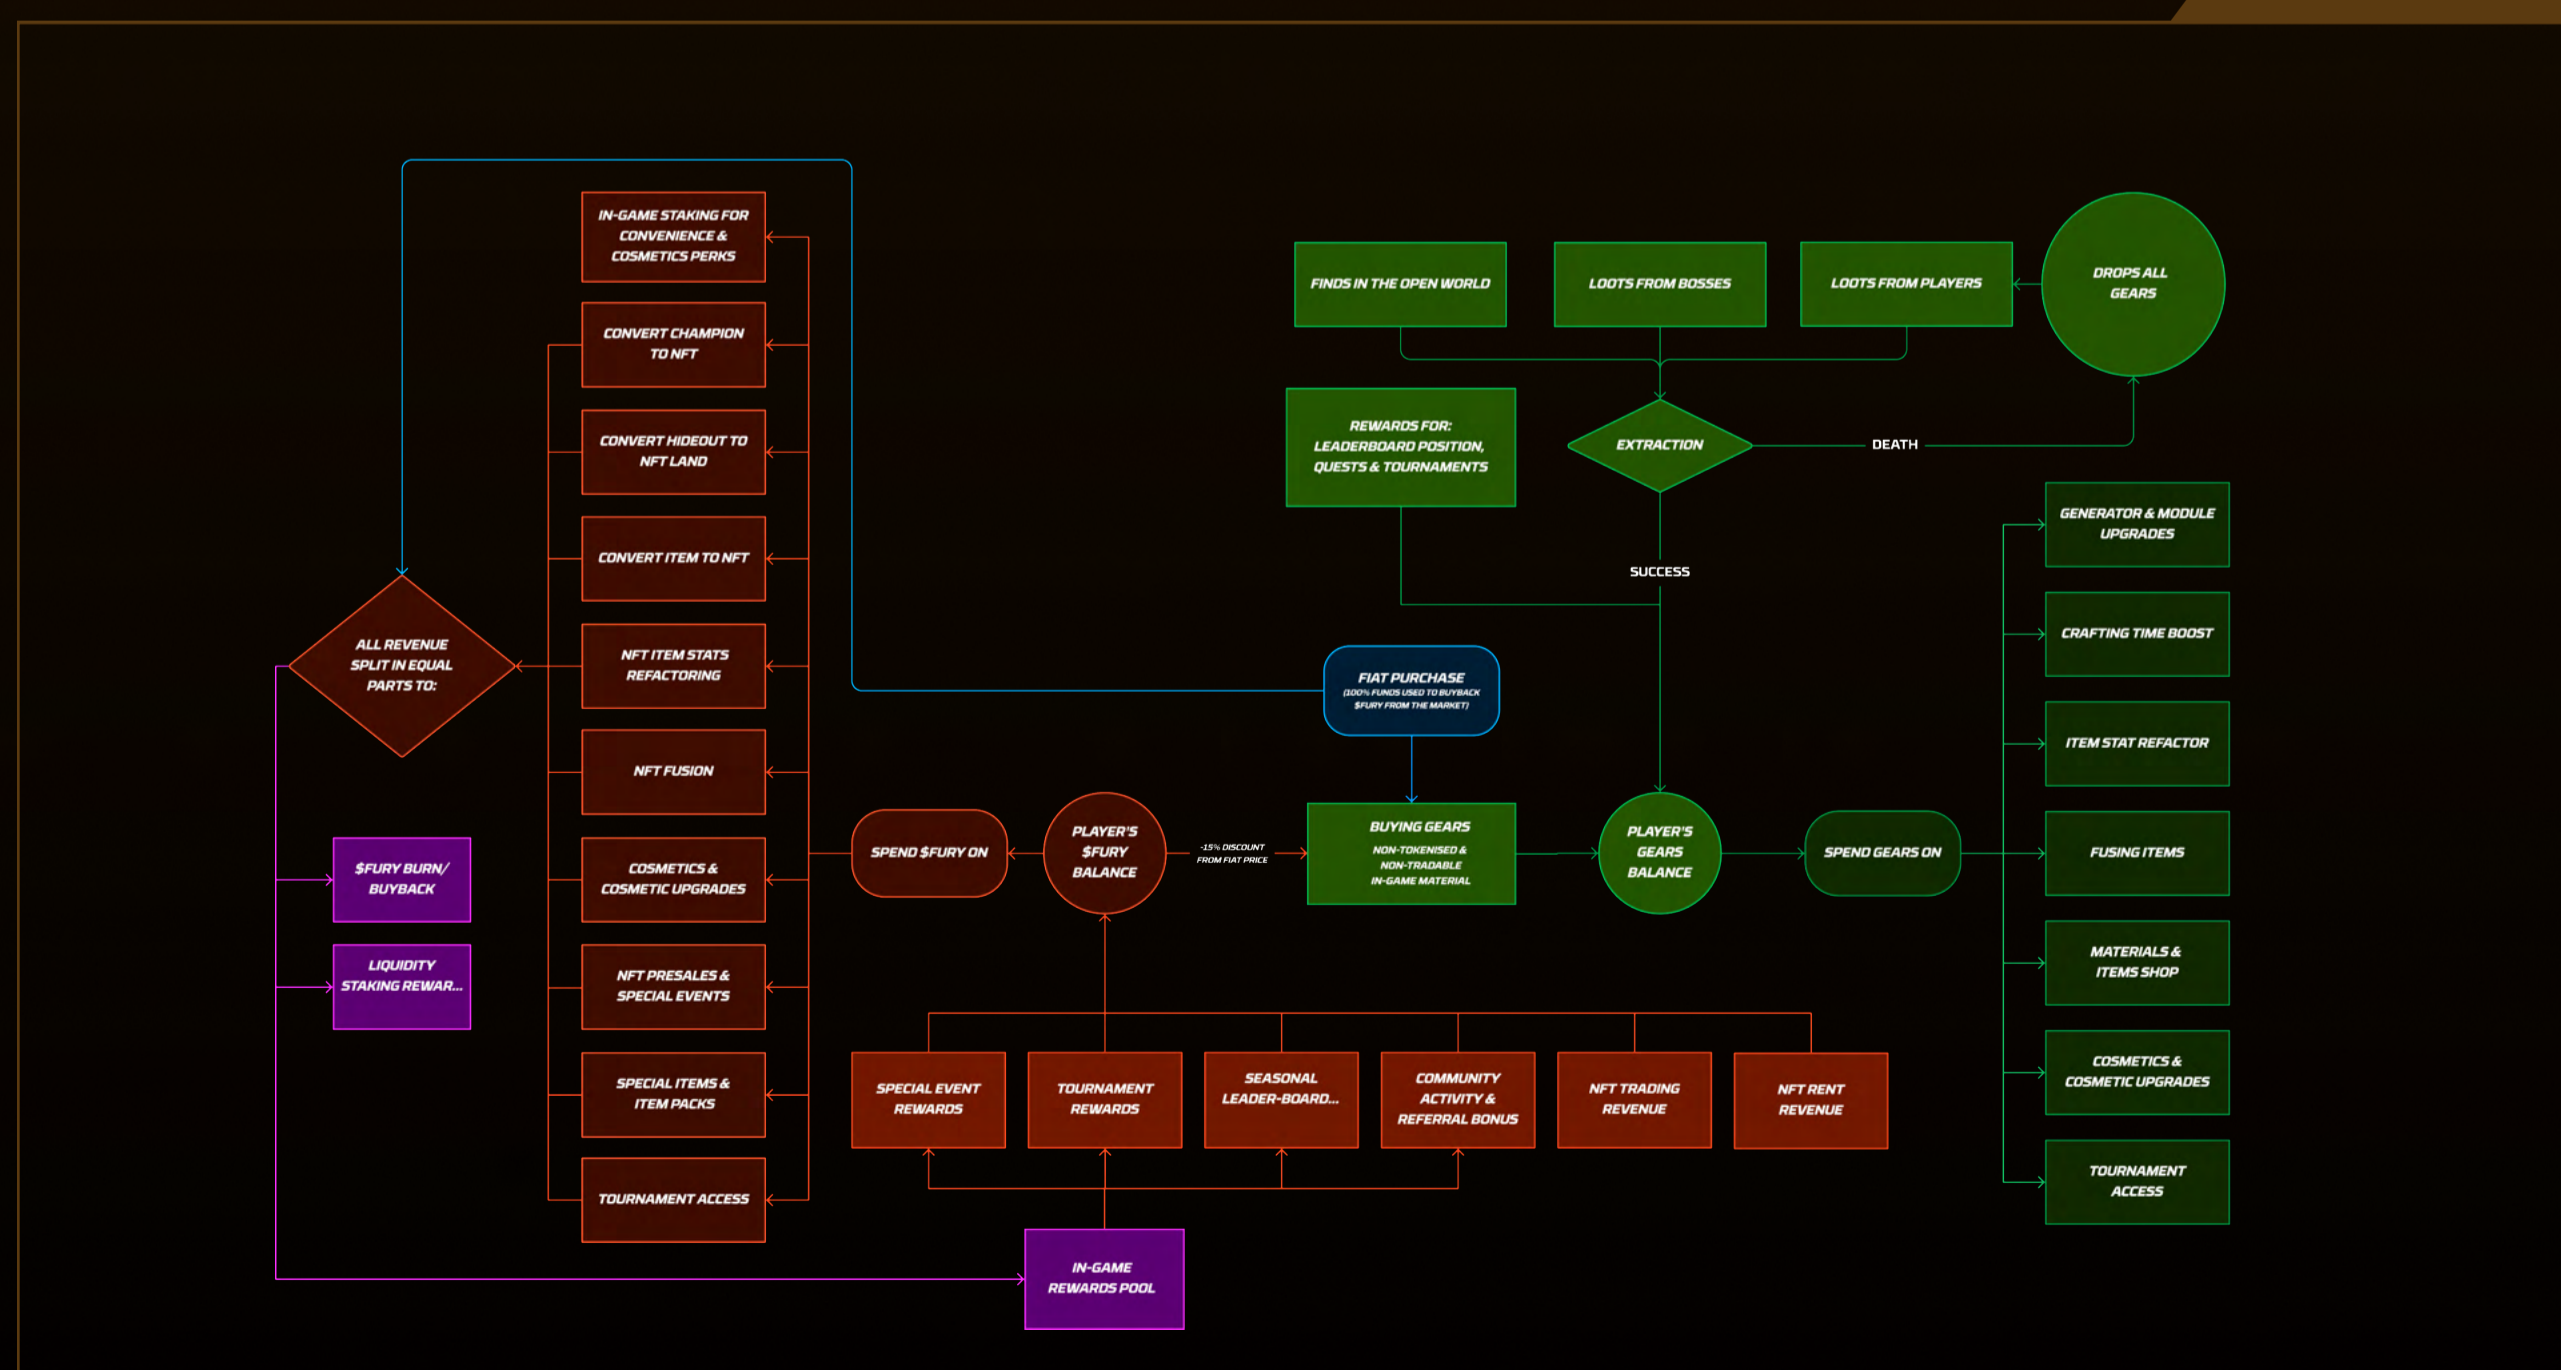 IN-GAME STAKING FOR
CONVENIENCE &
COSMETICS PERKS
CONVERT CHAMPION
TO NFT
CONVERT HIDEOUT TO
NFT LAND
CONVERT ITEM TO NFT
NFT ITEM STATS
REFACTORING
NFT FUSION
COSMETICS &
COSMETIC UPGRADES
NFT PRESALES &
SPECIAL EVENTS
SPECIAL ITEMS &
ITEM PACKS
TOURNAMENT ACCESS
ALL REVENUE
SPLIT IN EQUAL
PARTS TO:
$FURY BURN/
BUYBACK
LIQUIDITY
STAKING REWAR...
SPEND $FURY ON
PLAYER'S
$FURY
BALANCE
-15% DISCOUNT
FROM FIAT PRICE
FINDS IN THE OPEN WORLD
LOOTS FROM BOSSES
LOOTS FROM PLAYERS
DROPS ALL
GEARS
REWARDS FOR:
LEADERBOARD POSITION,
QUESTS & TOURNAMENTS
EXTRACTION
DEATH
SUCCESS
FIAT PURCHASE
(100% FUNDS USED TO BUYBACK
$FURY FROM THE MARKET)
BUYING GEARS
NON-TOKENISED &
NON-TRADABLE
IN-GAME MATERIAL
PLAYER'S
GEARS
BALANCE
SPEND GEARS ON
GENERATOR & MODULE
UPGRADES
CRAFTING TIME BOOST
ITEM STAT REFACTOR
FUSING ITEMS
MATERIALS &
ITEMS SHOP
COSMETICS &
COSMETIC UPGRADES
TOURNAMENT
ACCESS
SPECIAL EVENT
REWARDS
TOURNAMENT
REWARDS
SEASONAL
LEADER-BOARD...
COMMUNITY
ACTIVITY &
REFERRAL BONUS
NFT TRADING
REVENUE
NFT RENT
REVENUE
IN-GAME
REWARDS POOL